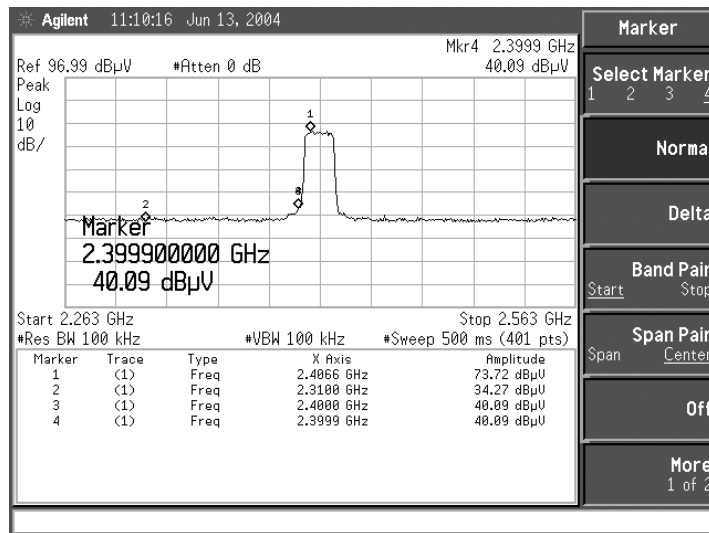 Agilent 11:10:16 Jun 13, 2004
Mkr4 2.3999 GHz
Ref 96.99 dBµV #Atten 0 dB 40.09 dBµV
Peak
Log
10
dB/
1
2
3
Marker
2.399900000 GHz
40.09 dBµV
Start 2.263 GHz Stop 2.563 GHz
#Res BW 100 kHz #VBW 100 kHz #Sweep 500 ms (401 pts)
Marker Trace Type X Axis Amplitude
1 (1) Freq 2.4066 GHz 73.72 dBµV
2 (1) Freq 2.3100 GHz 34.27 dBµV
3 (1) Freq 2.4000 GHz 40.09 dBµV
4 (1) Freq 2.3999 GHz 40.09 dBµV
Marker
Select Marker
1 2 3 4
Norma
Delta
Band Pair
Start Stop
Span Pair
Span Center
Off
More
1 of 2